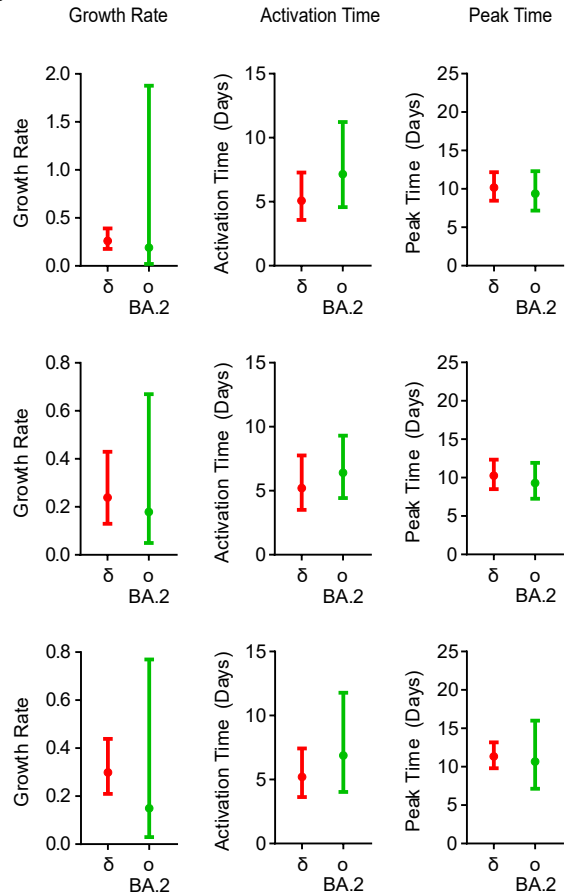 Growth Rate Activation Time Peak Time
Growth Rate
2.0
1.5
1.0
0.5
0.0
δ o
BA.2
Activation Time (Days)
15
10
5
0
δ o
BA.2
Peak Time (Days)
25
20
15
10
5
0
δ o
BA.2
Growth Rate
0.8
0.6
0.4
0.2
0.0
δ o
BA.2
Activation Time (Days)
15
10
5
0
δ o
BA.2
Peak Time (Days)
25
20
15
10
5
0
δ o
BA.2
Growth Rate
0.8
0.6
0.4
0.2
0.0
δ o
BA.2
Activation Time (Days)
15
10
5
0
δ o
BA.2
Peak Time (Days)
25
20
15
10
5
0
δ o
BA.2